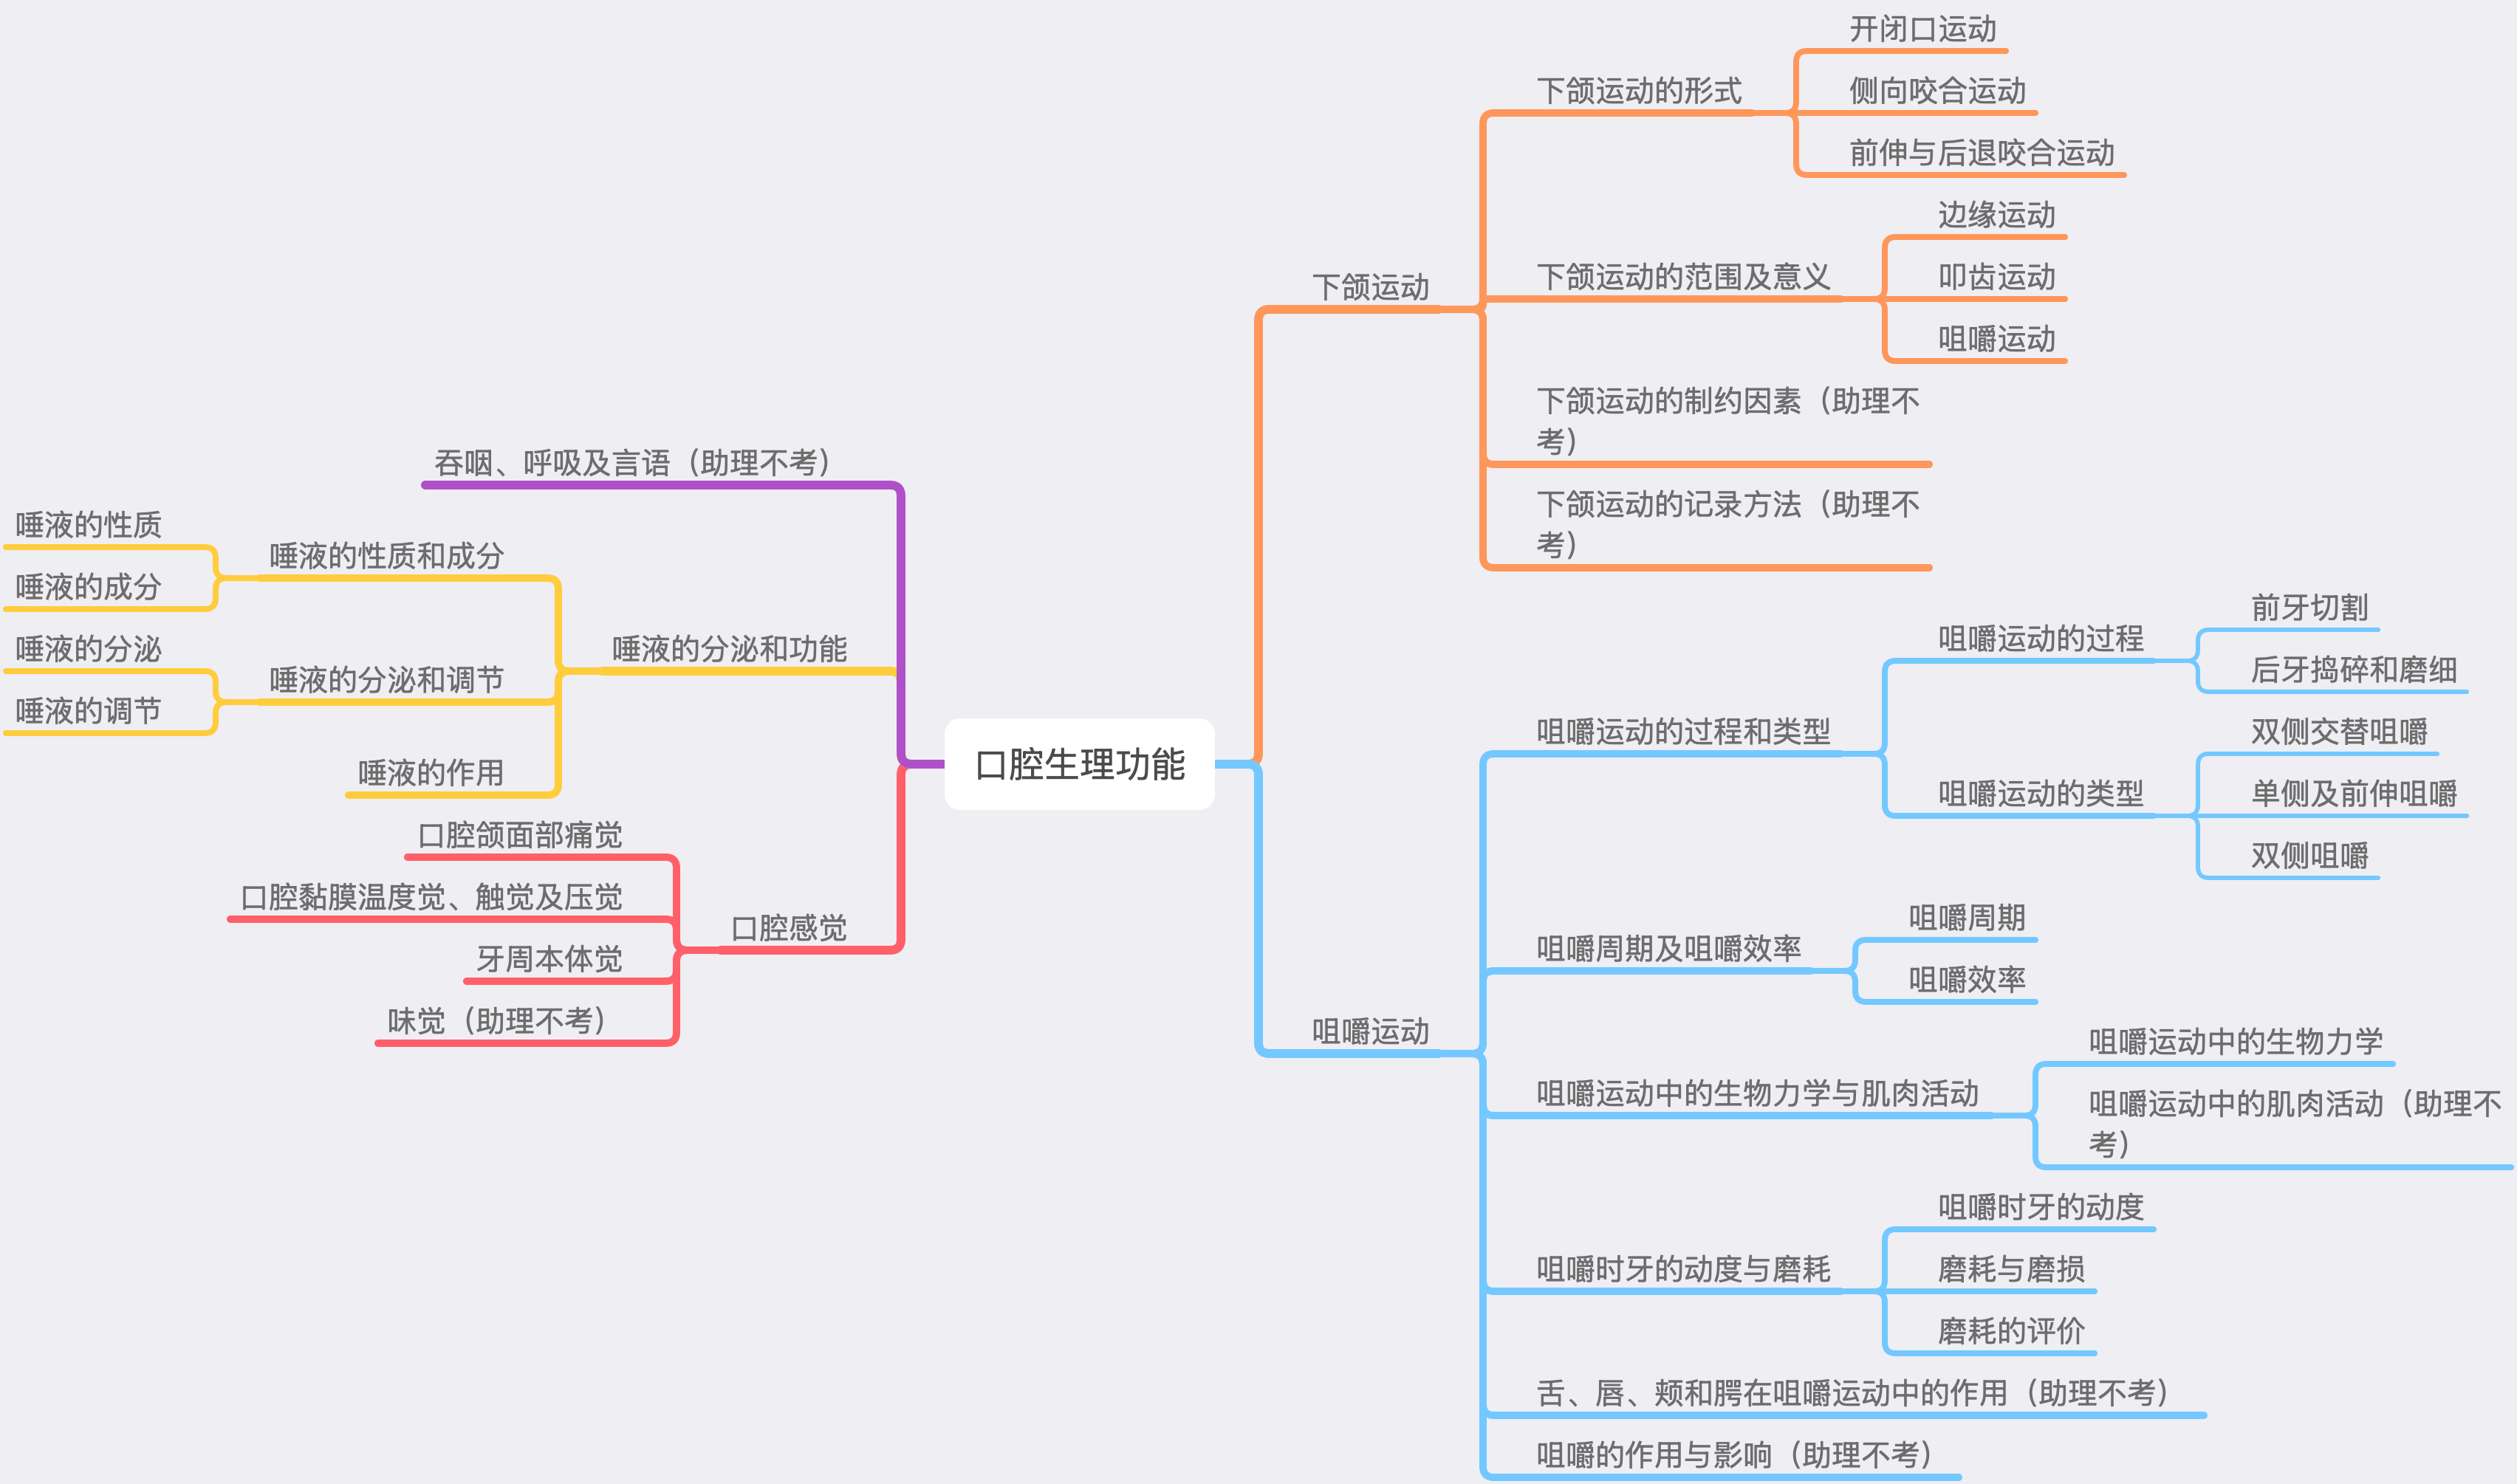 口腔生理功能
下颌运动
下颌运动的形式
开闭口运动
侧向咬合运动
前伸与后退咬合运动
下颌运动的范围及意义
边缘运动
叩齿运动
咀嚼运动
下颌运动的制约因素（助理不
考）
下颌运动的记录方法（助理不
考）
咀嚼运动
咀嚼运动的过程和类型
咀嚼运动的过程
前牙切割
后牙捣碎和磨细
咀嚼运动的类型
双侧交替咀嚼
单侧及前伸咀嚼
双侧咀嚼
咀嚼周期及咀嚼效率
咀嚼周期
咀嚼效率
咀嚼运动中的生物力学与肌肉活动
咀嚼运动中的生物力学
咀嚼运动中的肌肉活动（助理不
考）
咀嚼时牙的动度与磨耗
咀嚼时牙的动度
磨耗与磨损
磨耗的评价
舌、唇、颊和腭在咀嚼运动中的作用（助理不考）
咀嚼的作用与影响（助理不考）
吞咽、呼吸及言语（助理不考）
唾液的分泌和功能
唾液的性质和成分
唾液的性质
唾液的成分
唾液的分泌和调节
唾液的分泌
唾液的调节
唾液的作用
口腔感觉
口腔颌面部痛觉
口腔黏膜温度觉、触觉及压觉
牙周本体觉
味觉（助理不考）